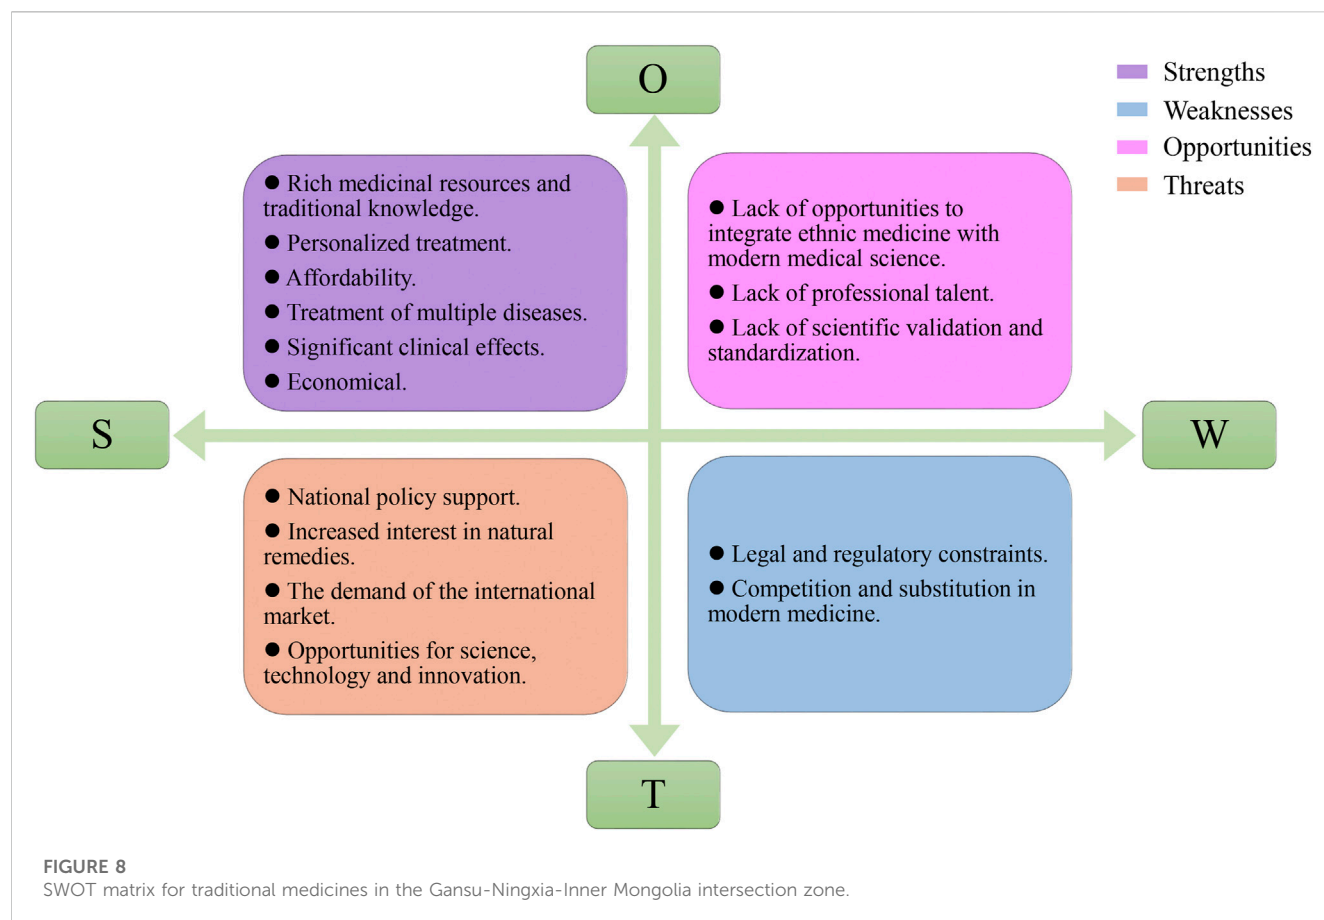 O
Strengths
Weaknesses
Opportunities
Threats
● Rich medicinal resources and
traditional knowledge.
● Personalized treatment.
● Affordability.
● Treatment of multiple diseases.
● Significant clinical effects.
● Economical.
● Lack of opportunities to
integrate ethnic medicine with
modern medical science.
● Lack of professional talent.
● Lack of scientific validation and
standardization.
S
W
● National policy support.
● Increased interest in natural
remedies.
● The demand of the international
market.
● Opportunities for science,
technology and innovation.
● Legal and regulatory constraints.
● Competition and substitution in
modern medicine.
T
FIGURE 8
SWOT matrix for traditional medicines in the Gansu-Ningxia-Inner Mongolia intersection zone.